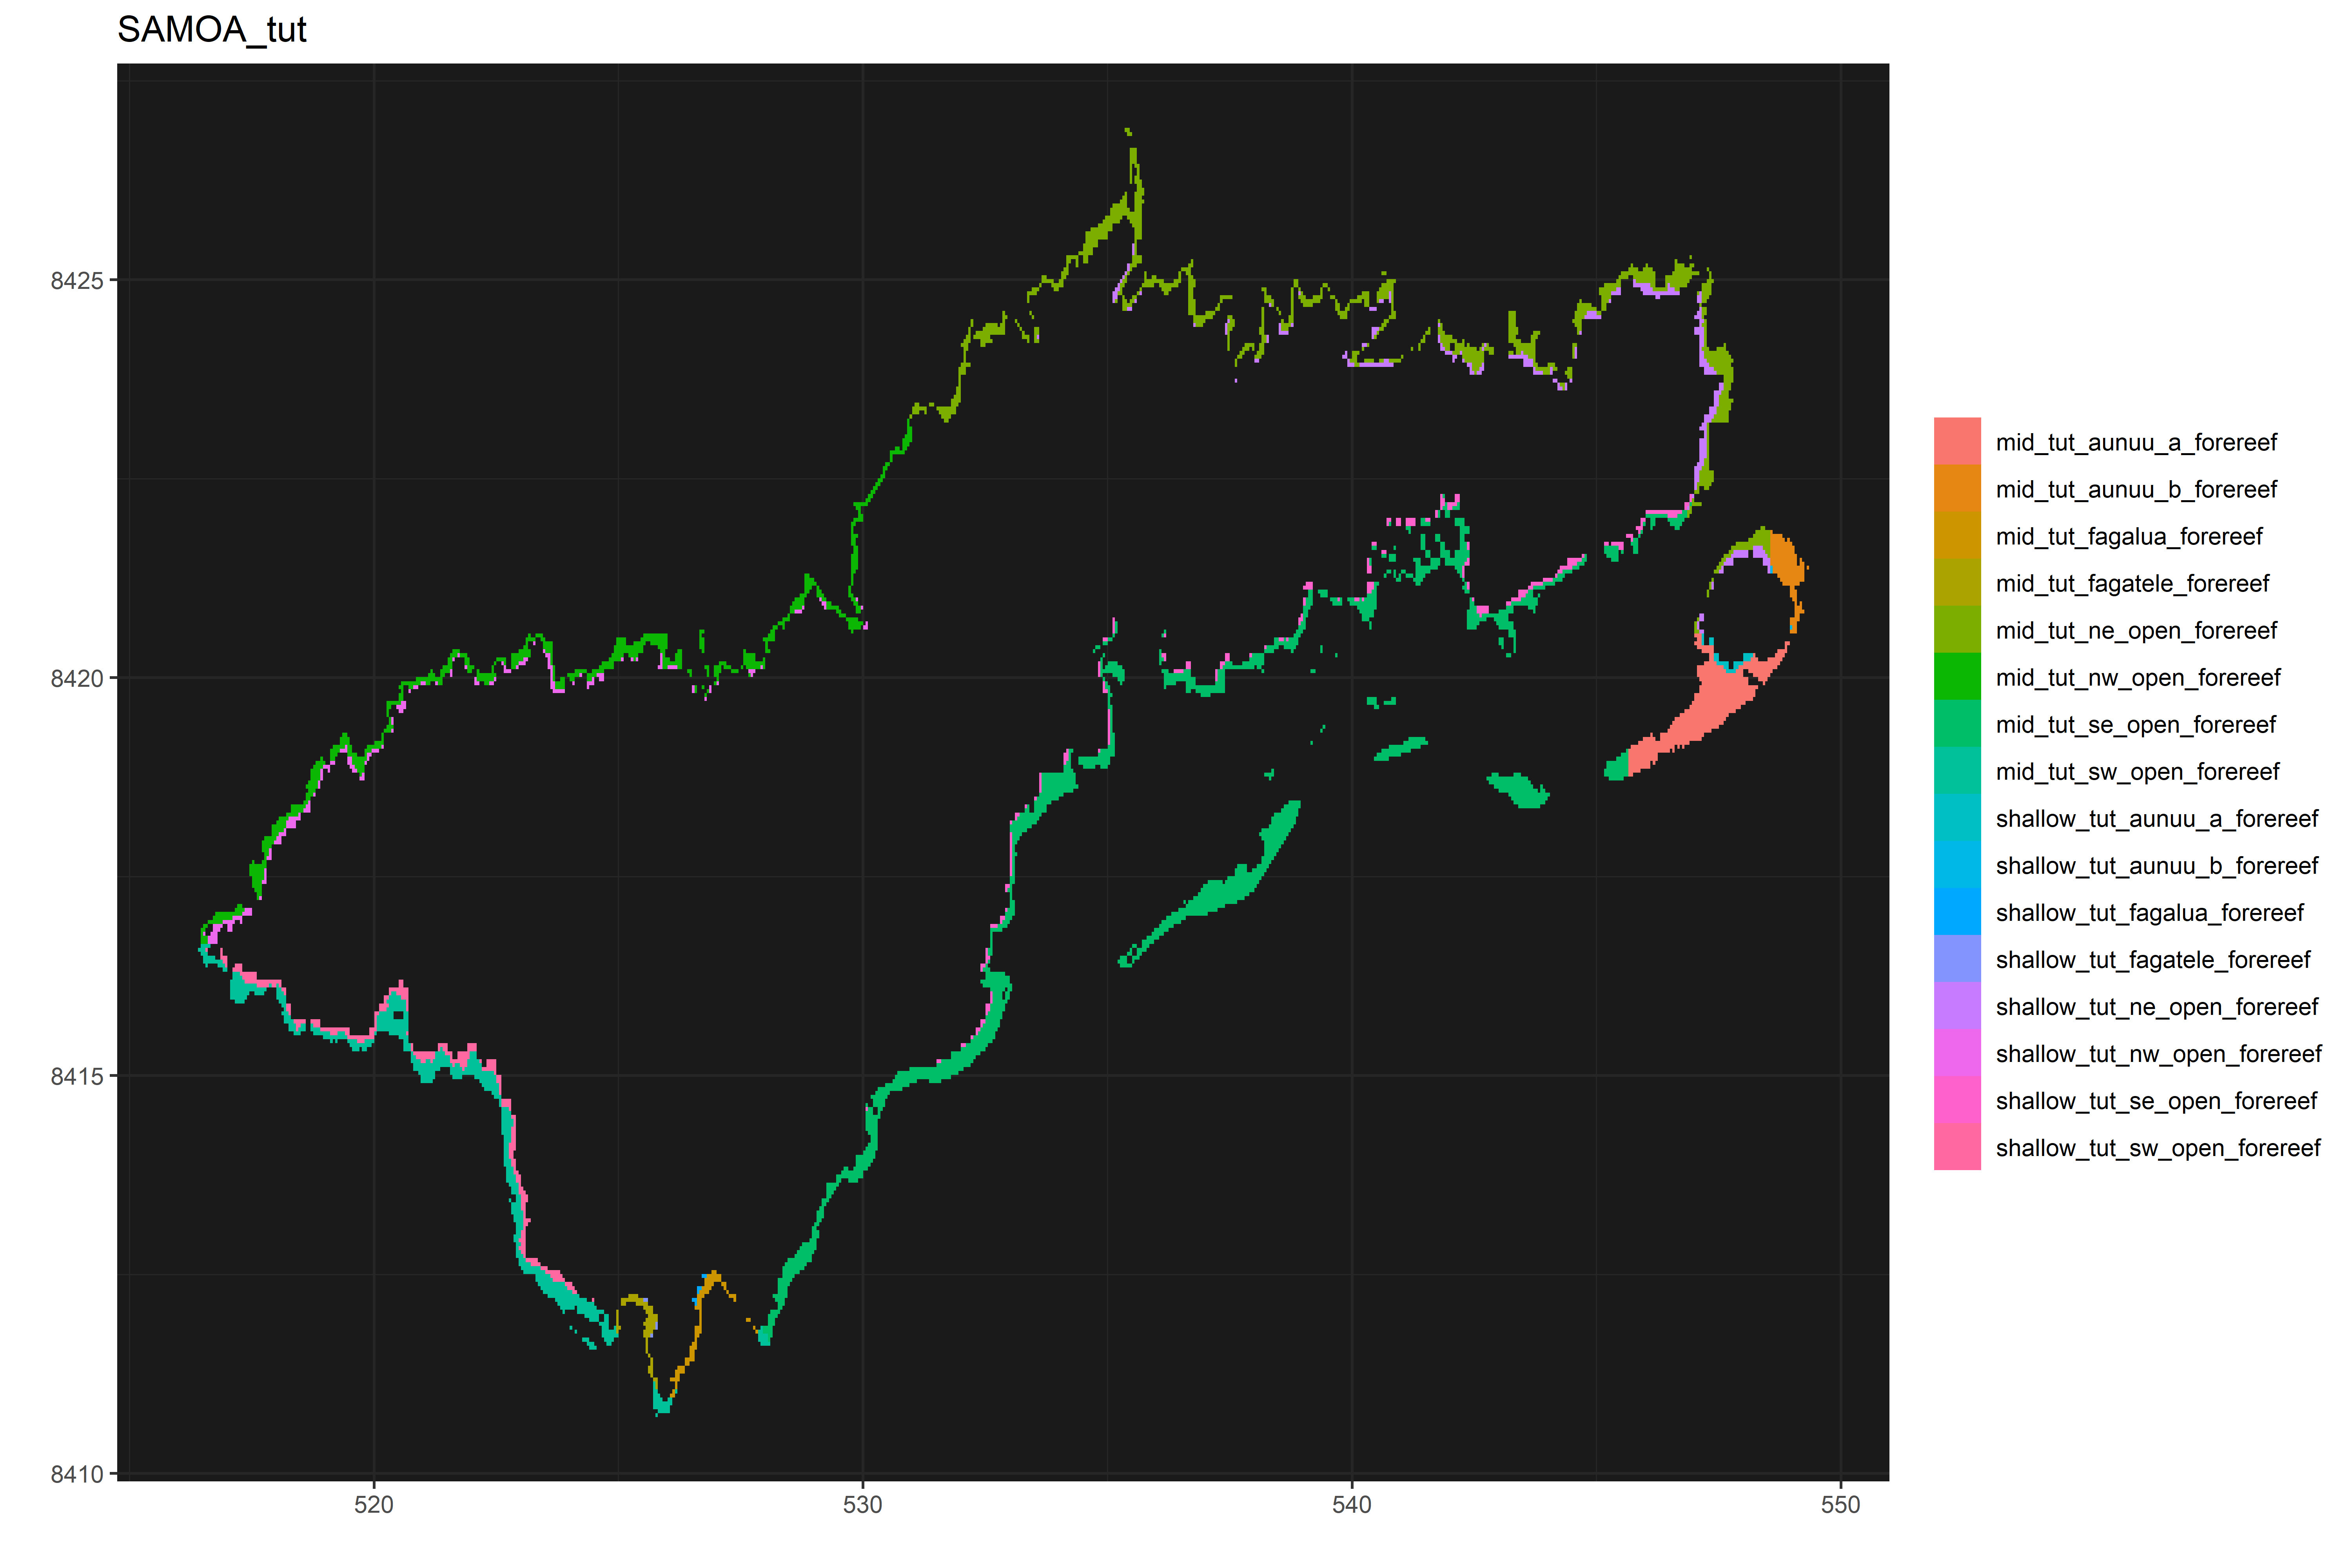 SAMOA_tut
8425
8420
8415
8410
520
530
540
550
mid_tut_aunuu_a_forereef
mid_tut_aunuu_b_forereef
mid_tut_fagalua_forereef
mid_tut_fagatele_forereef
mid_tut_ne_open_forereef
mid_tut_nw_open_forereef
mid_tut_se_open_forereef
mid_tut_sw_open_forereef
shallow_tut_aunuu_a_forereef
shallow_tut_aunuu_b_forereef
shallow_tut_fagalua_forereef
shallow_tut_fagatele_forereef
shallow_tut_ne_open_forereef
shallow_tut_nw_open_forereef
shallow_tut_se_open_forereef
shallow_tut_sw_open_forereef